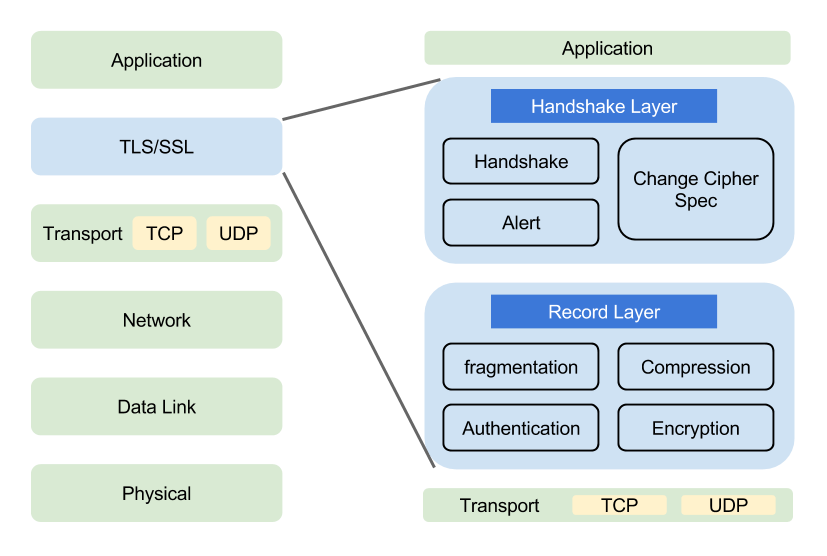 Application
TLS/SSL
Transport TCP UDP
Network
Data Link
Physical
Application
Handshake Layer
Handshake
Alert
Change Cipher
Spec
Record Layer
fragmentation
Compression
Authentication
Encryption
Transport TCP UDP